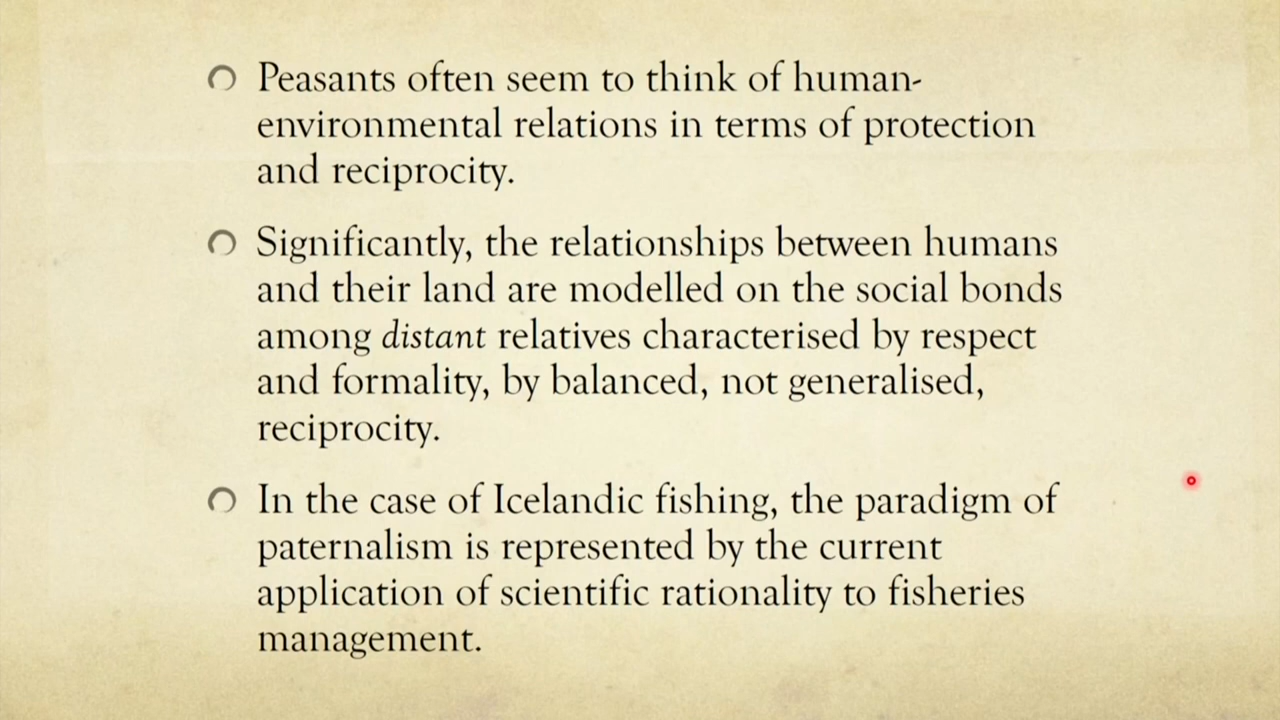 Peasants often seem to think of human-
environmental relations in terms of protection
and reciprocity.
Significantly, the relationships between humans
and their land are modelled on the social bonds
among distant relatives characterised by respect
and formality, by balanced, not generalised,
reciprocity.
In the case of Icelandic fishing, the paradigm of
paternalism is represented by the current
application of scientific rationality to fisheries
management.